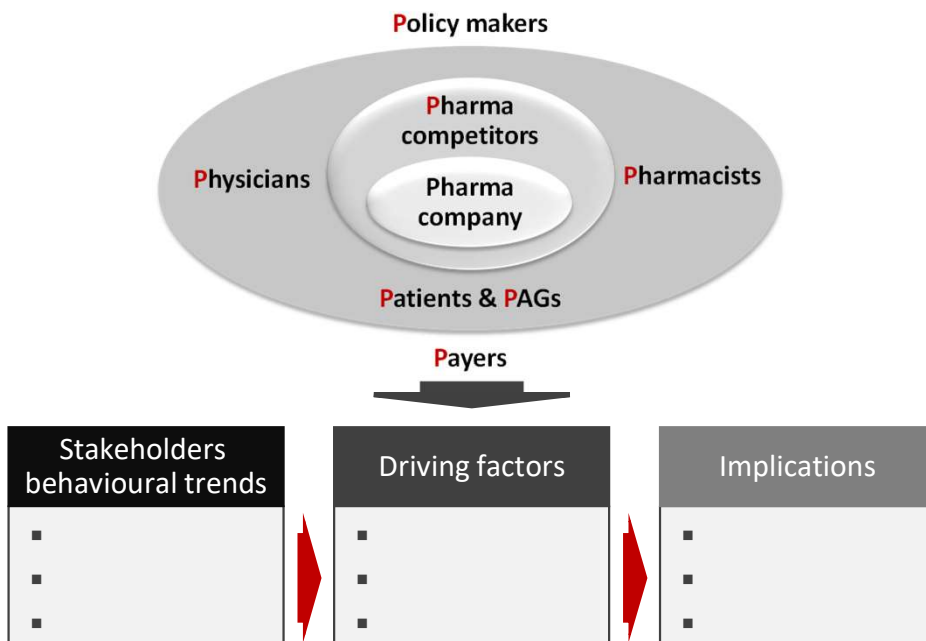 Policy makers
Pharma
competitors
Physicians
Pharmacists
Pharma
company
Patients & PAGs
Payers
Stakeholders
behavioural trends
Driving factors
Implications